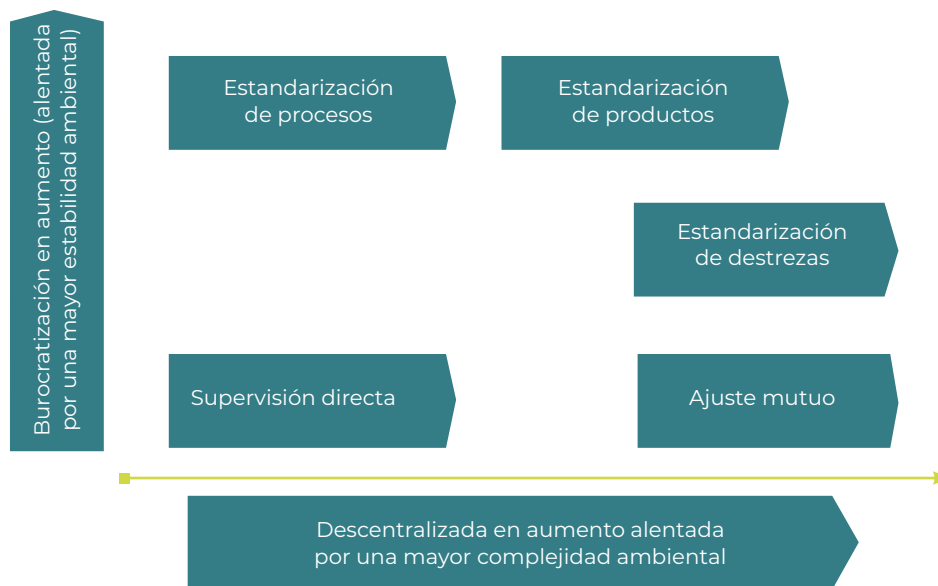 Burocratización en aumento (alentada
por una mayor estabilidad ambiental)
Estandarización
de procesos
Estandarización
de productos
Estandarización
de destrezas
Supervisión directa
Ajuste mutuo
Descentralizada en aumento alentada
por una mayor complejidad ambiental